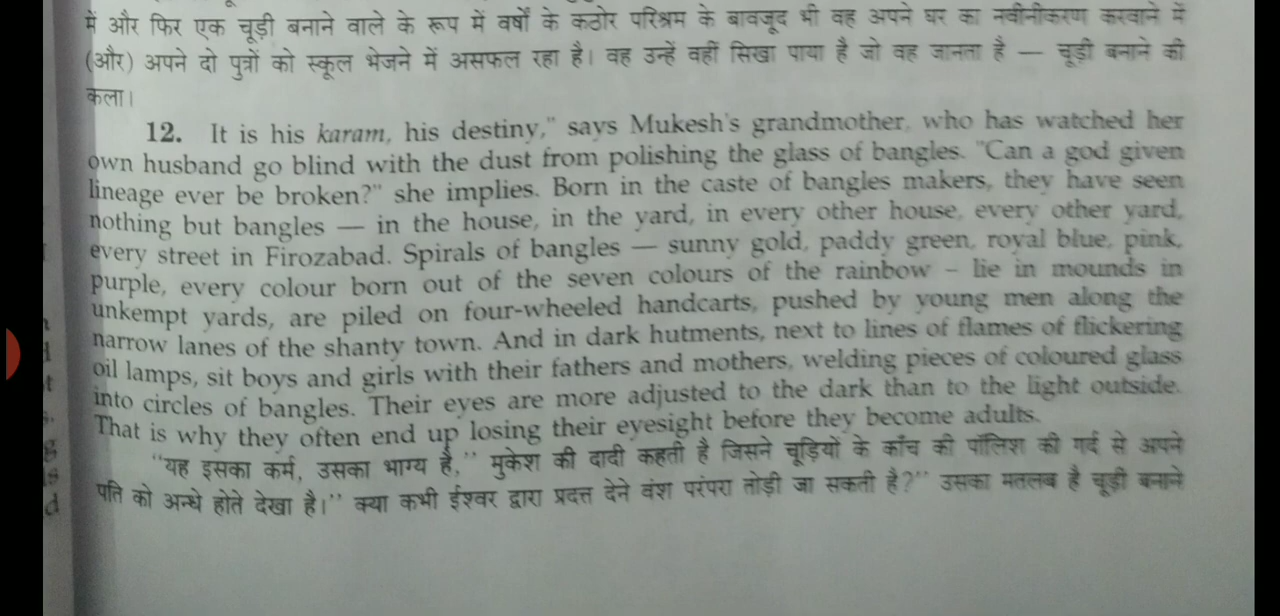 में और फिर एक चूड़ी बनाने वाले के रूप में वर्षों के कठोर परिश्रम के बावजूद भी वह अपने घर का नवीनीकरण करवाने में
(और) अपने दो पुत्रों को स्कूल भेजने में असफल रहा है। वह उन्हें वहीं सिखा पाया है जो वह जानता है — चूड़ी बनाने की
कला।
12. It is his karam, his destiny," says Mukesh's grandmother, who has watched her
own husband go blind with the dust from polishing the glass of bangles. "Can a god given
lineage ever be broken?" she implies. Born in the caste of bangles makers, they have seen
nothing but bangles — in the house, in the yard, in every other house, every other yard,
every street in Firozabad. Spirals of bangles — sunny gold, paddy green, royal blue, pink,
purple, every colour born out of the seven colours of the rainbow – lie in mounds in
unkempt yards, are piled on four-wheeled handcarts, pushed by young men along the
narrow lanes of the shanty town. And in dark hutments, next to lines of flames of flickering
oil lamps, sit boys and girls with their fathers and mothers, welding pieces of coloured glass
into circles of bangles. Their eyes are more adjusted to the dark than to the light outside.
That is why they often end up losing their eyesight before they become adults.
“यह इसका कर्म, उसका भाग्य है,” मुकेश की दादी कहती है जिसने चूड़ियों के काँच की पॉलिश की गर्द से अपने
पति को अन्धे होते देखा है।” क्या कभी ईश्वर द्वारा प्रदत्त देने वंश परंपरा तोड़ी जा सकती है?” उसका मतलब है चूड़ी बनाने